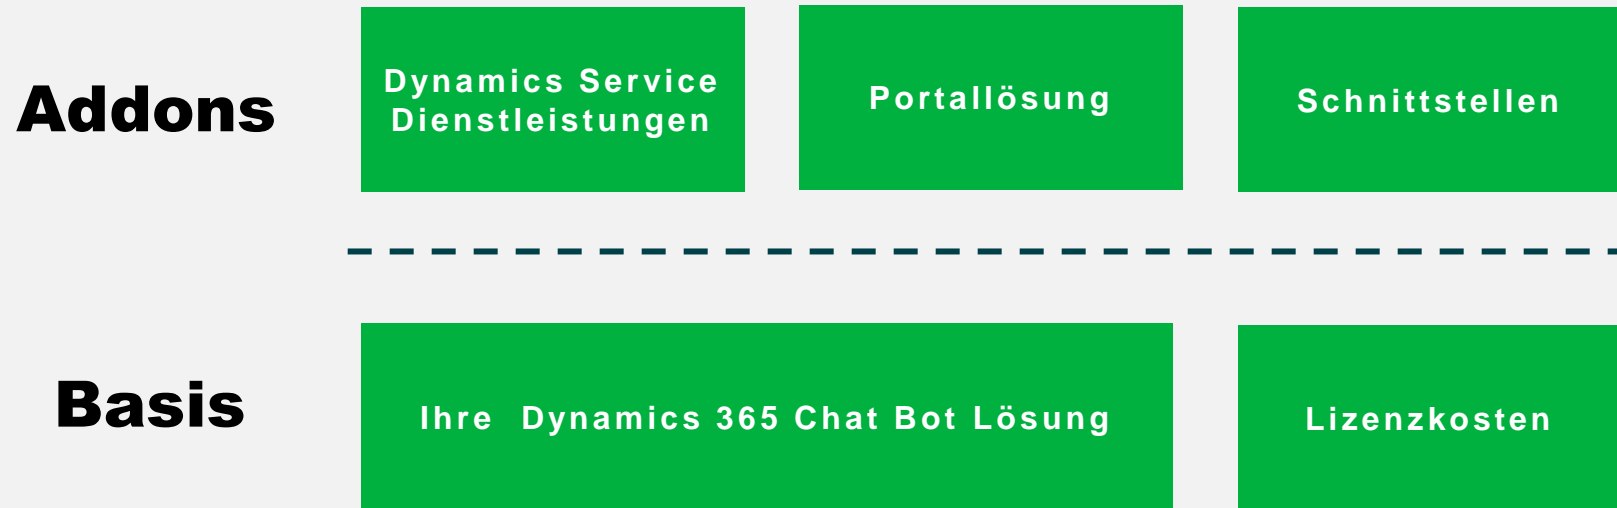 Addons
Dynamics Service
Dienstleistungen
Portallösung
Schnittstellen
Basis
Ihre  Dynamics 365 Chat Bot Lösung
Lizenzkosten